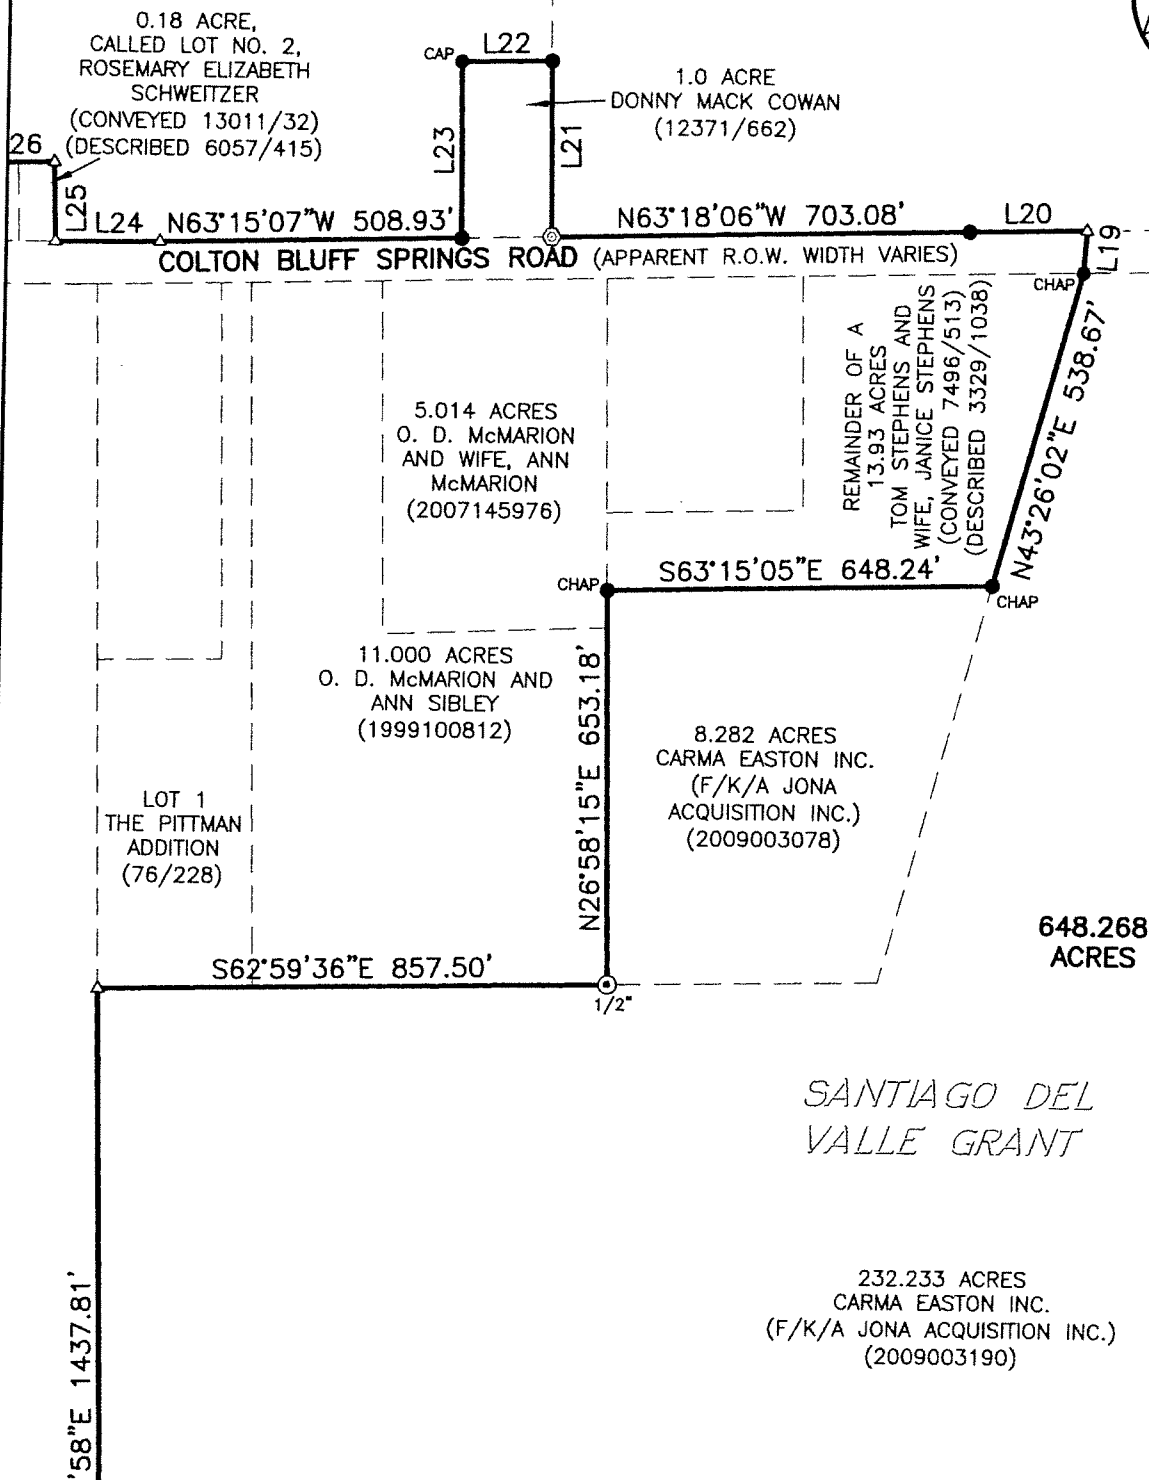 0.18 ACRE,
CALLED LOT NO. 2,
ROSEMARY ELIZABETH
SCHWEITZER
(CONVEYED 13011/32)
(DESCRIBED 6057/415)
CAP
L22
1.0 ACRE
DONNY MACK COWAN
(12371/662)
26
L25
L23
L21
L24
N63°15'07"W 508.93'
N63°18'06"W 703.08'
L20
L19
COLTON BLUFF SPRINGS ROAD (APPARENT R.O.W. WIDTH VARIES)
CHAP
REMAINDER OF A
13.93 ACRES
TOM STEPHENS AND
WIFE, JANICE STEPHENS
(CONVEYED 7496/513)
(DESCRIBED 3329/1038)
N43°26'02"E 538.67'
5.014 ACRES
O. D. McMARION
AND WIFE, ANN
McMARION
(2007145976)
S63°15'05"E 648.24'
CHAP
CHAP
11.000 ACRES
O. D. McMARION AND
ANN SIBLEY
(1999100812)
N26°58'15"E 653.18'
8.282 ACRES
CARMA EASTON INC.
(F/K/A JONA
ACQUISITION INC.)
(2009003078)
LOT 1
THE PITTMAN
ADDITION
(76/228)
648.268
ACRES
S62°59'36"E 857.50'
1/2"
SANTIAGO DEL
VALLE GRANT
232.233 ACRES
CARMA EASTON INC.
(F/K/A JONA ACQUISITION INC.)
(2009003190)
'58"E 1437.81'